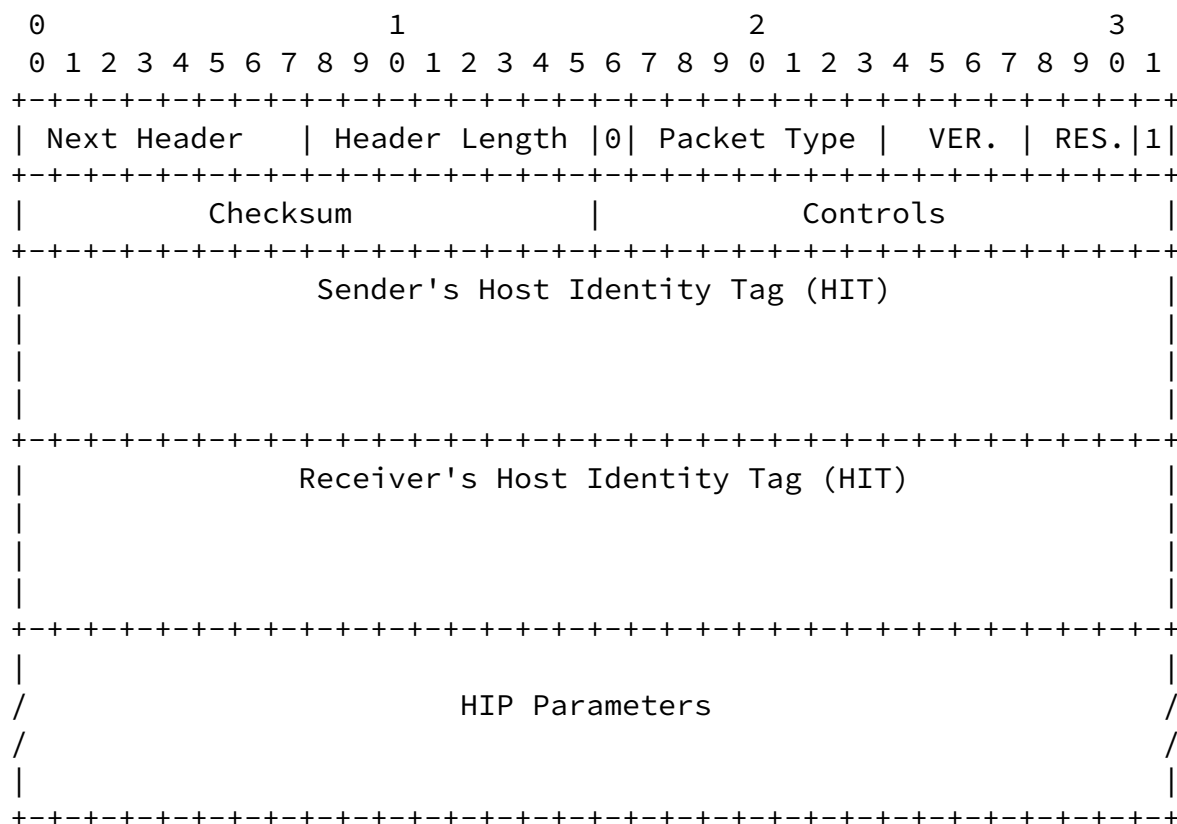 0                   1                   2                   3
 0 1 2 3 4 5 6 7 8 9 0 1 2 3 4 5 6 7 8 9 0 1 2 3 4 5 6 7 8 9 0 1
+-+-+-+-+-+-+-+-+-+-+-+-+-+-+-+-+-+-+-+-+-+-+-+-+-+-+-+-+-+-+-+-+
| Next Header   | Header Length |0| Packet Type |  VER. | RES.|1|
+-+-+-+-+-+-+-+-+-+-+-+-+-+-+-+-+-+-+-+-+-+-+-+-+-+-+-+-+-+-+-+-+
|          Checksum             |           Controls            |
+-+-+-+-+-+-+-+-+-+-+-+-+-+-+-+-+-+-+-+-+-+-+-+-+-+-+-+-+-+-+-+-+
|                Sender's Host Identity Tag (HIT)               |
|                                                               |
|                                                               |
|                                                               |
+-+-+-+-+-+-+-+-+-+-+-+-+-+-+-+-+-+-+-+-+-+-+-+-+-+-+-+-+-+-+-+-+
|               Receiver's Host Identity Tag (HIT)              |
|                                                               |
|                                                               |
|                                                               |
+-+-+-+-+-+-+-+-+-+-+-+-+-+-+-+-+-+-+-+-+-+-+-+-+-+-+-+-+-+-+-+-+
|                                                               |
/                        HIP Parameters                         /
/                                                               /
|                                                               |
+-+-+-+-+-+-+-+-+-+-+-+-+-+-+-+-+-+-+-+-+-+-+-+-+-+-+-+-+-+-+-+-+